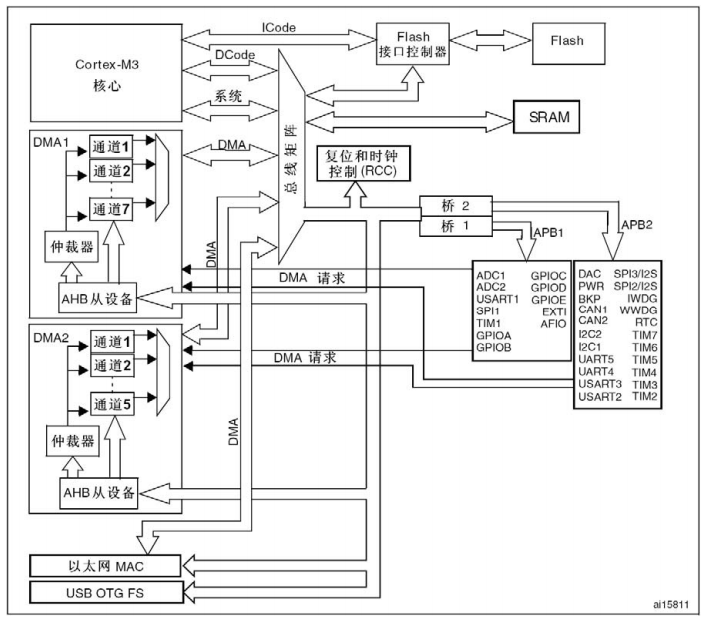 ICode
Flash
接口控制器
Flash
Cortex-M3
核心
DCode
系统
总线矩阵
SRAM
DMA1
通道1
通道2
通道7
仲裁器
AHB从设备
DMA
复位和时钟
控制(RCC)
桥 2
桥 1
APB1
APB2
DMA
DMA 请求
ADC1 GPIOC
ADC2 GPIOD
USART1 GPIOE
SPI1 EXTI
TIM1 AFIO
GPIOA
GPIOB
DAC SPI3/I2S
PWR SPI2/I2S
BKP IWDG
CAN1 WWDG
CAN2 RTC
I2C2 TIM7
I2C1 TIM6
UART5 TIM5
UART4 TIM4
USART3 TIM3
USART2 TIM2
DMA2
通道1
通道2
通道5
仲裁器
AHB从设备
DMA 请求
DMA
以太网 MAC
USB OTG FS
ai15811